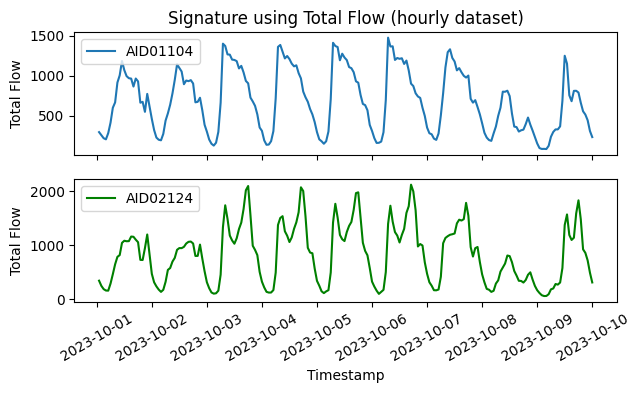 Signature using Total Flow (hourly dataset)
1500
1000
500
Total Flow
AID01104
2000
1000
0
Total Flow
AID02124
2023-10-01
2023-10-02
2023-10-03
2023-10-04
2023-10-05
2023-10-06
2023-10-07
2023-10-08
2023-10-09
2023-10-10
Timestamp